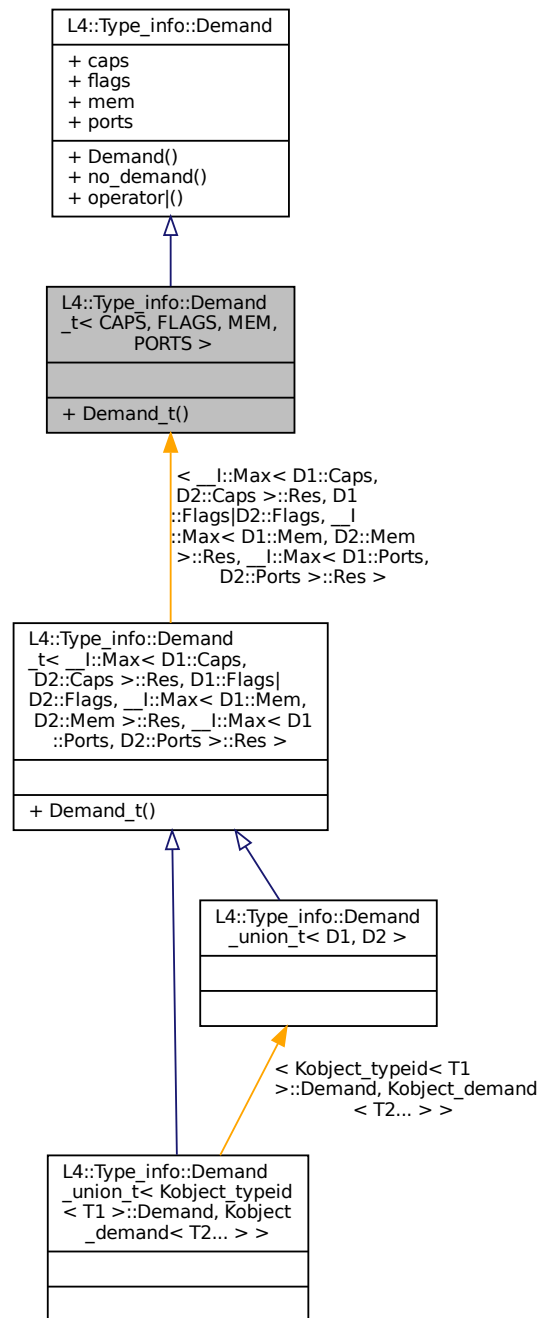 L4::Type_info::Demand
+ caps
+ flags
+ mem
+ ports
+ Demand()
+ no_demand()
+ operator|()
L4::Type_info::Demand
_t< CAPS, FLAGS, MEM,
PORTS >
+ Demand_t()
< __I::Max< D1::Caps,
D2::Caps >::Res, D1
::Flags|D2::Flags, __I
::Max< D1::Mem, D2::Mem
>::Res, __I::Max< D1::Ports,
D2::Ports >::Res >
L4::Type_info::Demand
_t< __I::Max< D1::Caps,
D2::Caps >::Res, D1::Flags|
D2::Flags, __I::Max< D1::Mem,
D2::Mem >::Res, __I::Max< D1
::Ports, D2::Ports >::Res >
+ Demand_t()
L4::Type_info::Demand
_union_t< D1, D2 >
< Kobject_typeid< T1
>::Demand, Kobject_demand
< T2... > >
L4::Type_info::Demand
_union_t< Kobject_typeid
< T1 >::Demand, Kobject
_demand< T2... > >